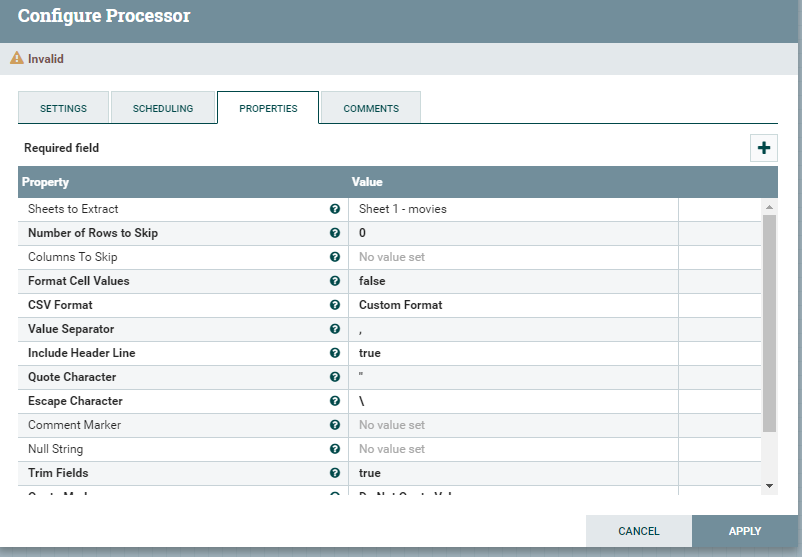 Configure Processor
Invalid
SETTINGS SCHEDULING PROPERTIES COMMENTS
Required field
Property Value
Sheets to Extract Sheet 1 - movies
Number of Rows to Skip 0
Columns To Skip No value set
Format Cell Values false
CSV Format Custom Format
Value Separator ,
Include Header Line true
Quote Character "
Escape Character \
Comment Marker No value set
Null String No value set
Trim Fields true
CANCEL APPLY